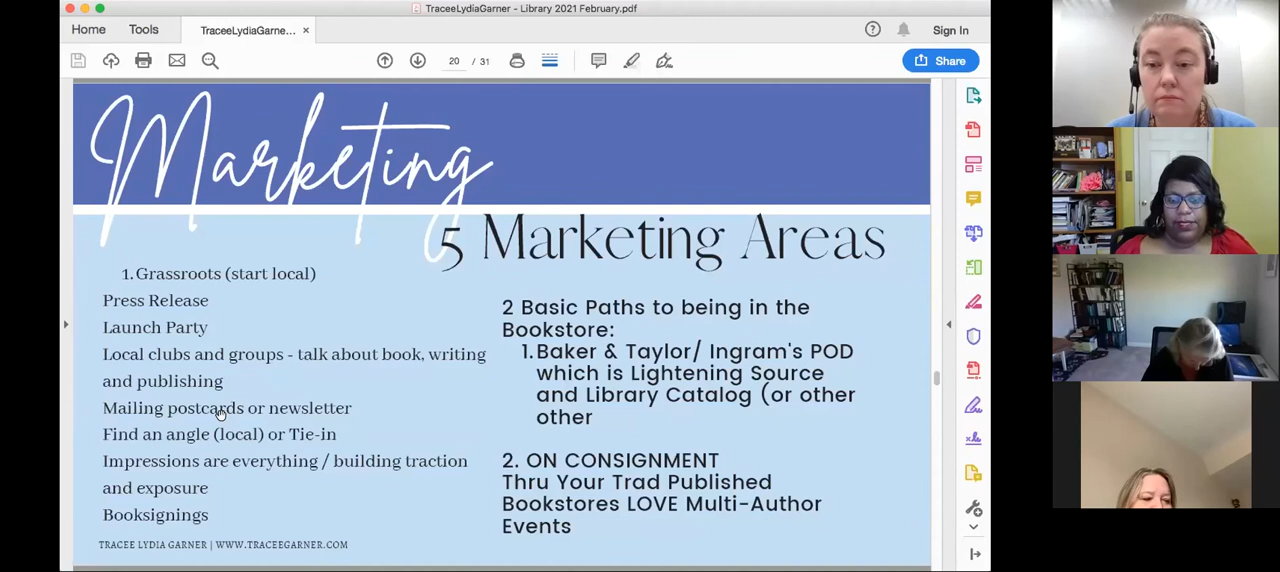 TraceeLydiaGarner - Library 2021 February.pdf
Home Tools TraceeLydiaGarne... × Sign In
20 / 31 Share
Marketing
5 Marketing Areas
1.Grassroots (start local)
Press Release
Launch Party
Local clubs and groups - talk about book, writing
and publishing
Mailing postcards or newsletter
Find an angle (local) or Tie-in
Impressions are everything / building traction
and exposure
Booksignings
2 Basic Paths to being in the
Bookstore:
1.Baker & Taylor/ Ingram's POD
which is Lightening Source
and Library Catalog (or other
other
2. ON CONSIGNMENT
Thru Your Trad Published
Bookstores LOVE Multi-Author
Events
TRACEE LYDIA GARNER | WWW.TRACEEGARNER.COM